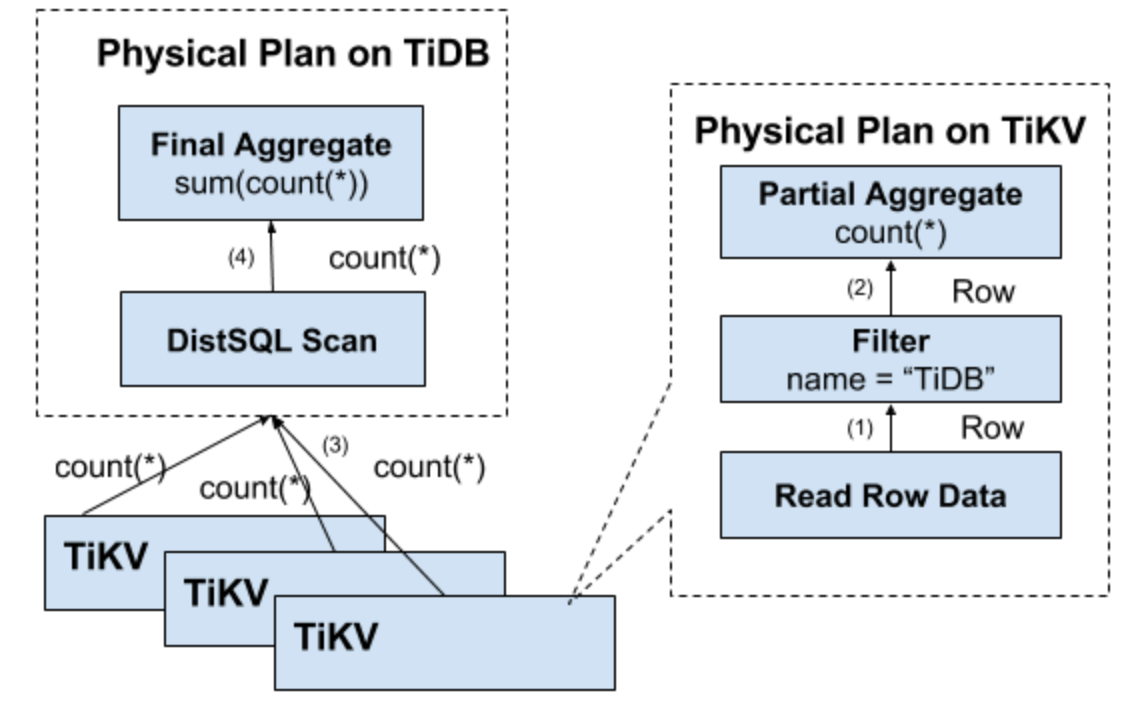 Physical Plan on TiDB
Final Aggregate
sum(count(*))
(4)
count(*)
DistSQL Scan
(3)
count(*)
count(*)
count(*)
TiKV
TiKV
TiKV
Physical Plan on TiKV
Partial Aggregate
count(*)
(2)
Row
Filter
name = “TiDB”
(1)
Row
Read Row Data